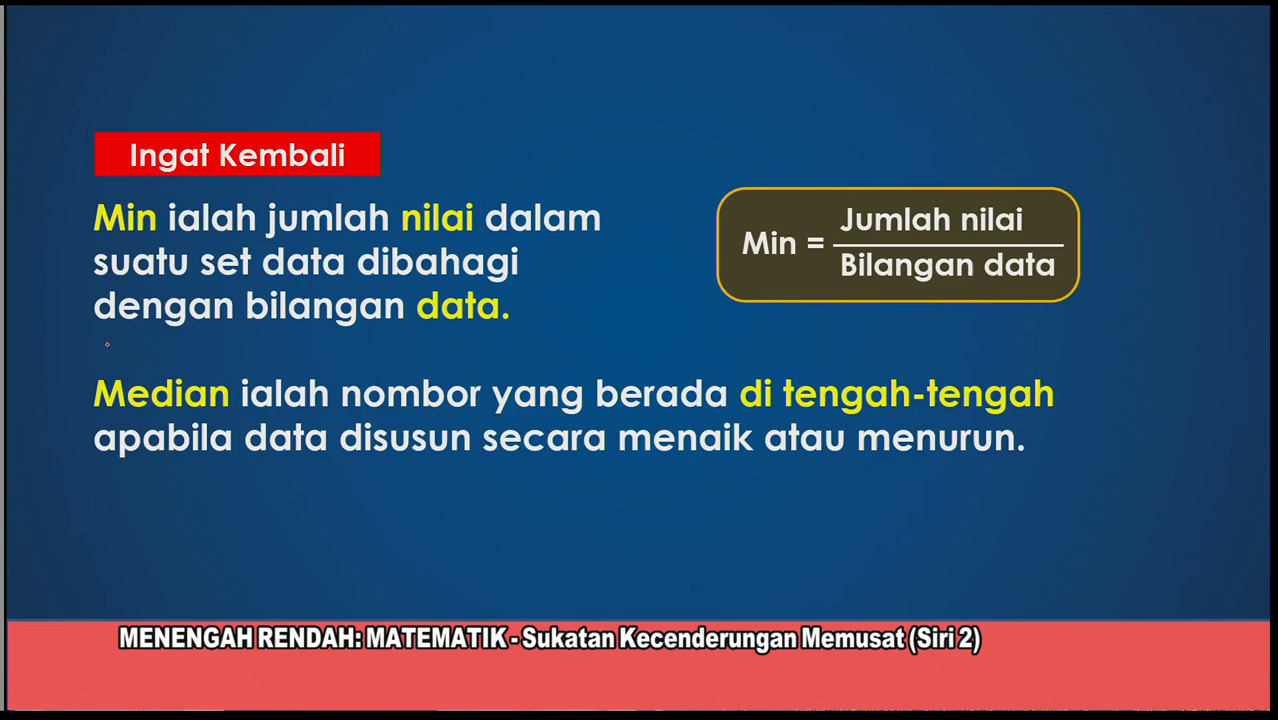 Ingat Kembali
Min ialah jumlah nilai dalam
suatu set data dibahagi
dengan bilangan data.
Min = Jumlah nilai
Bilangan data
Median ialah nombor yang berada di tengah-tengah
apabila data disusun secara menaik atau menurun.
MENENGAH RENDAH: MATEMATIK - Sukatan Kecenderungan Memusat (Siri 2)